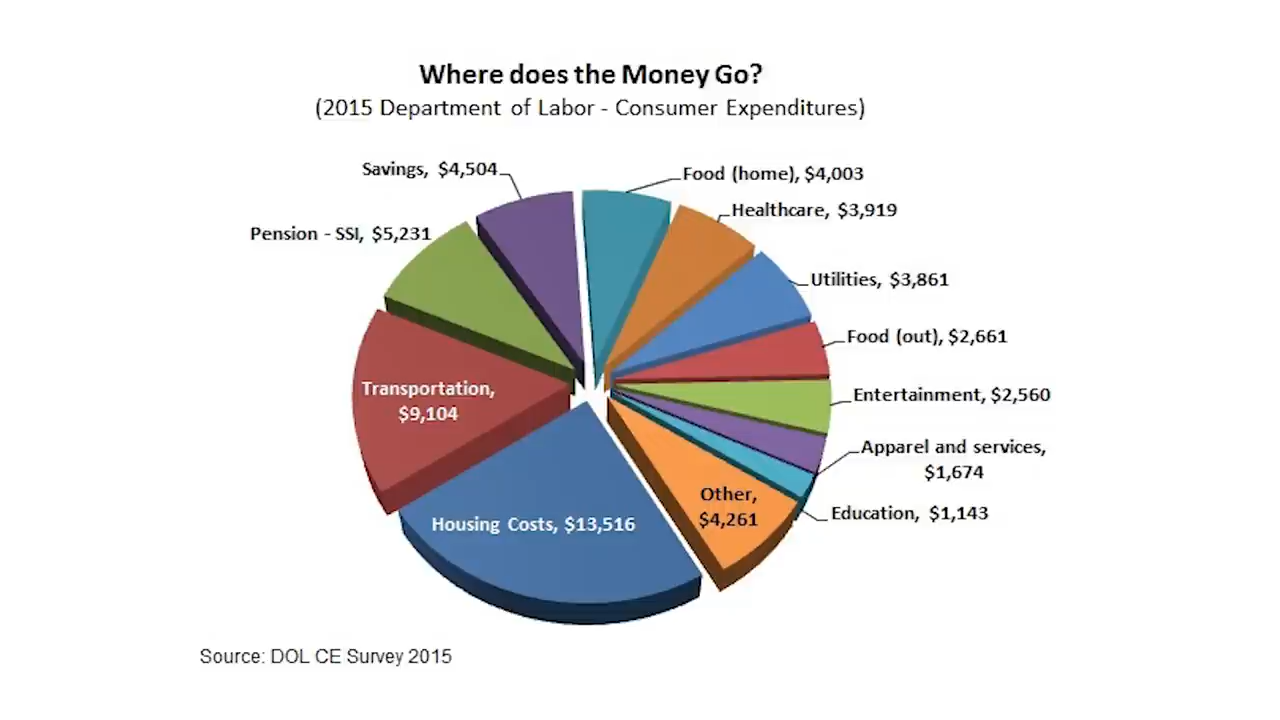 Where does the Money Go?
(2015 Department of Labor - Consumer Expenditures)
Savings, $4,504
Food (home), $4,003
Healthcare, $3,919
Pension - SSI, $5,231
Utilities, $3,861
Food (out), $2,661
Transportation,
$9,104
Entertainment, $2,560
Apparel and services,
$1,674
Other,
$4,261
Education, $1,143
Housing Costs, $13,516
Source: DOL CE Survey 2015